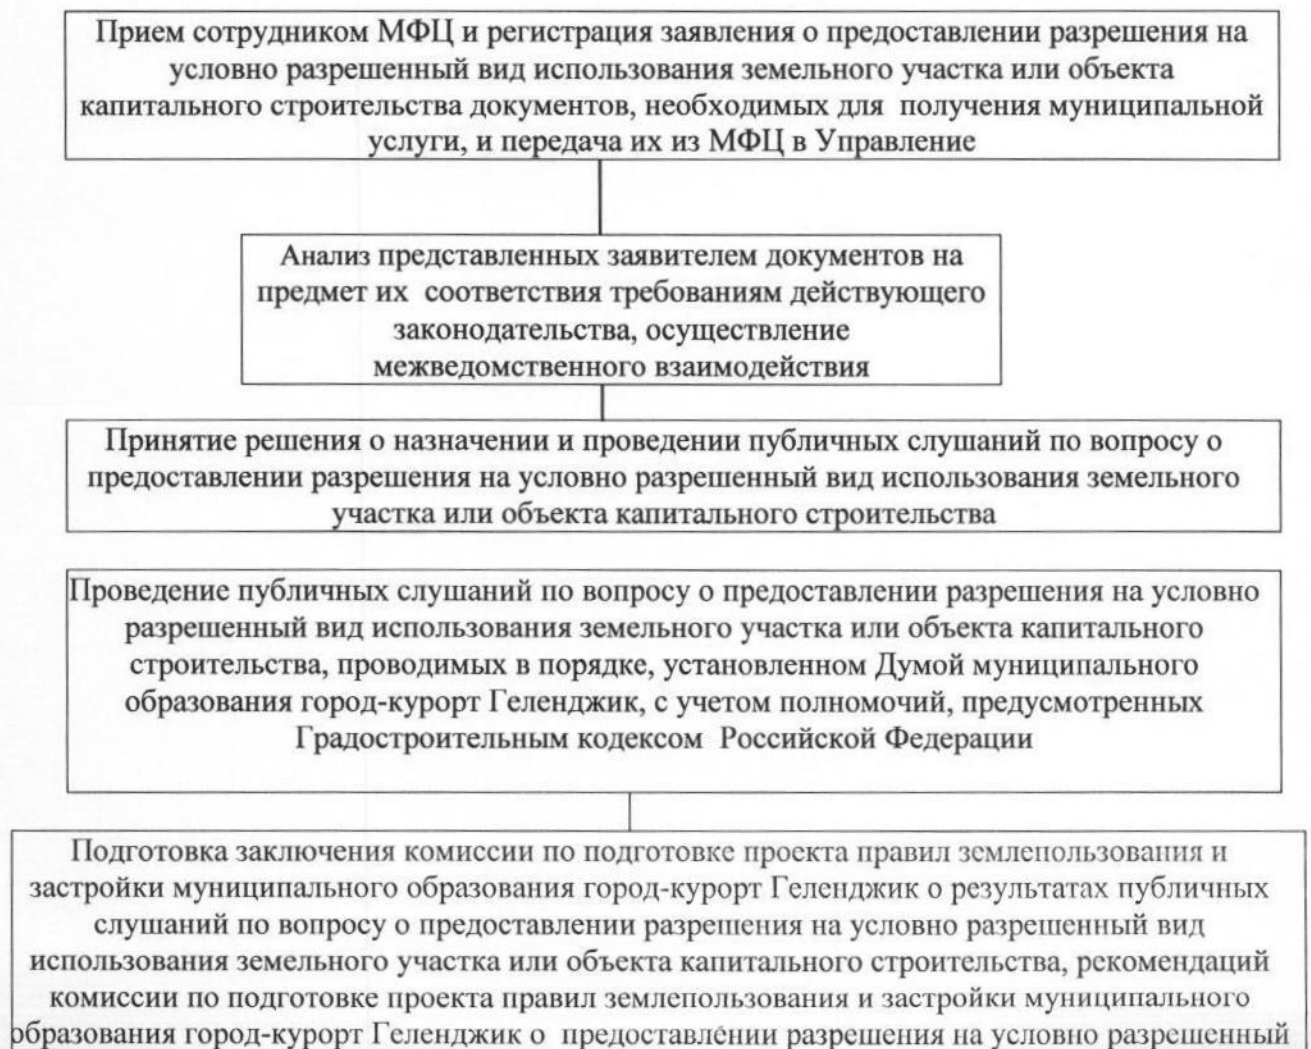 Прием сотрудником МФЦ и регистрация заявления о предоставлении разрешения на
условно разрешенный вид использования земельного участка или объекта
капитального строительства документов, необходимых для получения муниципальной
услуги, и передача их из МФЦ в Управление
Анализ представленных заявителем документов на
предмет их соответствия требованиям действующего
законодательства, осуществление
межведомственного взаимодействия
Принятие решения о назначении и проведении публичных слушаний по вопросу о
предоставлении разрешения на условно разрешенный вид использования земельного
участка или объекта капитального строительства
Проведение публичных слушаний по вопросу о предоставлении разрешения на условно
разрешенный вид использования земельного участка или объекта капитального
строительства, проводимых в порядке, установленном Думой муниципального
образования город-курорт Геленджик, с учетом полномочий, предусмотренных
Градостроительным кодексом Российской Федерации
Подготовка заключения комиссии по подготовке проекта правил землепользования и
застройки муниципального образования город-курорт Геленджик о результатах публичных
слушаний по вопросу о предоставлении разрешения на условно разрешенный вид
использования земельного участка или объекта капитального строительства, рекомендаций
комиссии по подготовке проекта правил землепользования и застройки муниципального
образования город-курорт Геленджик о предоставлении разрешения на условно разрешенный